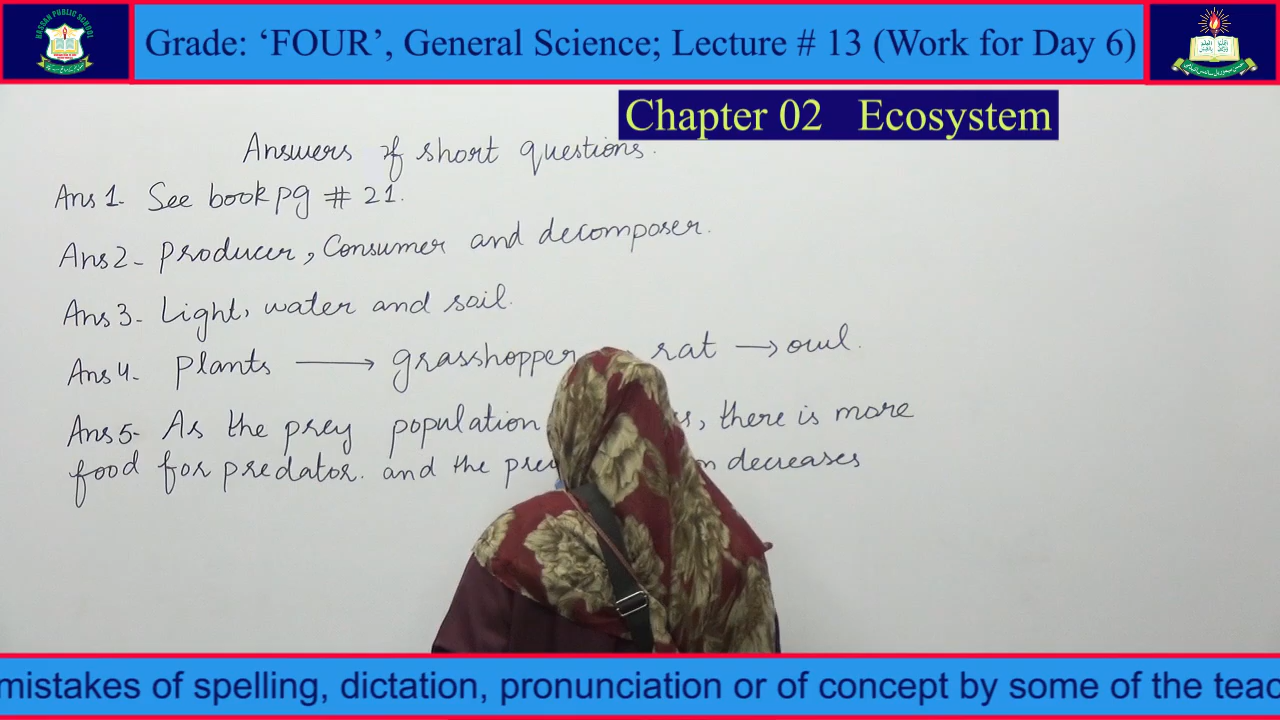 HASSAN PUBLIC SCHOOL
Grade: ‘FOUR’, General Science; Lecture # 13 (Work for Day 6)
Chapter 02 Ecosystem
Answers of short questions.
Ans 1- See book pg # 21.
Ans 2- Producer, Consumer and decomposer.
Ans 3- Light, water and soil.
Ans 4- Plants → grasshopper rat → owl.
Ans 5- As the prey population , there is more
food for predator. and the decreases
mistakes of spelling, dictation, pronunciation or of concept by some of the teac